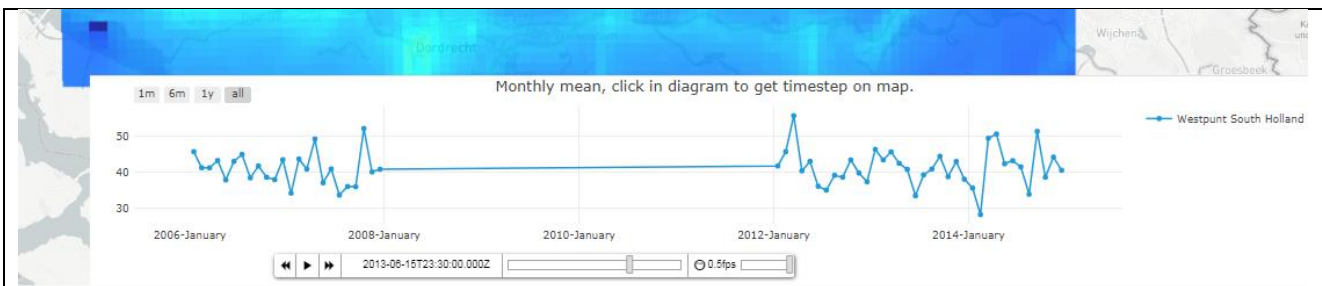 Dordrecht
Wijchen
Groesbeek
Monthly mean, click in diagram to get timestep on map.
1m 6m 1y all
Westpunt South Holland
50
40
30
2006-January 2008-January 2010-January 2012-January 2014-January
2013-06-15T23:30:00.000Z 0.5fps